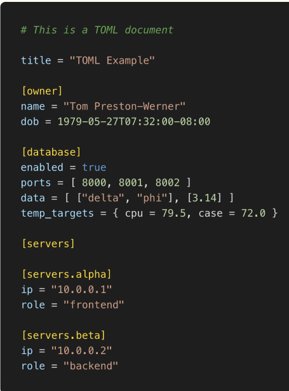 # This is a TOML document
title = "TOML Example"
[owner]
name = "Tom Preston-Werner"
dob = 1979-05-27T07:32:00-08:00
[database]
enabled = true
ports = [ 8000, 8001, 8002 ]
data = [ ["delta", "phi"], [3.14] ]
temp_targets = { cpu = 79.5, case = 72.0 }
[servers]
[servers.alpha]
ip = "10.0.0.1"
role = "frontend"
[servers.beta]
ip = "10.0.0.2"
role = "backend"